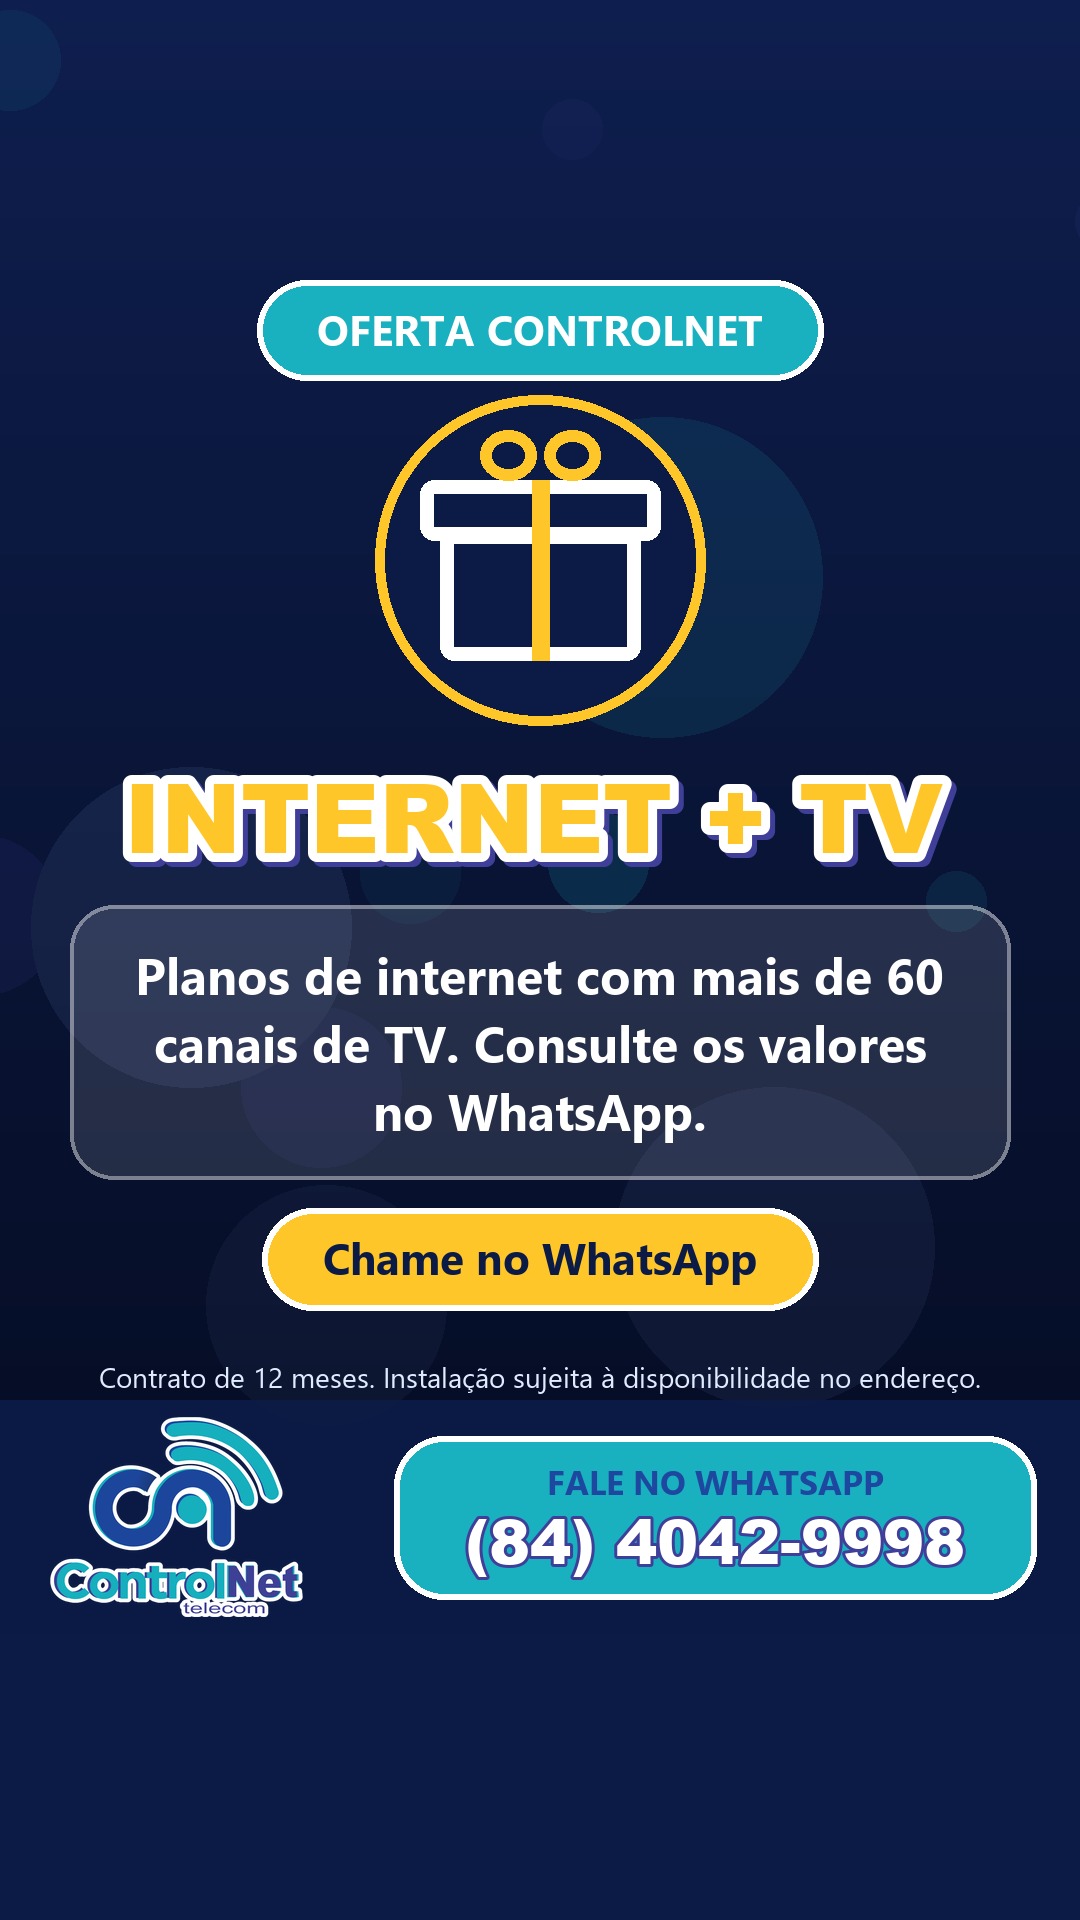 OFERTA CONTROLNET
INTERNET + TV
Planos de internet com mais de 60
canais de TV. Consulte os valores
no WhatsApp.
Chame no WhatsApp
Contrato de 12 meses. Instalação sujeita à disponibilidade no endereço.
ControlNet
telecom
FALE NO WHATSAPP
(84) 4042-9998